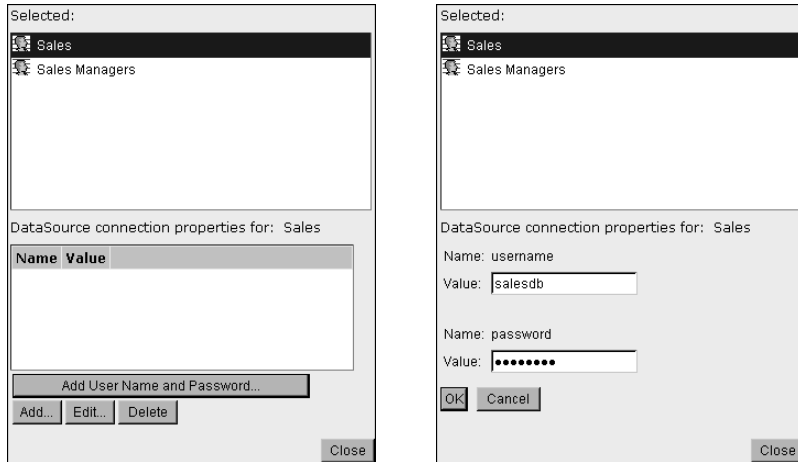 Selected:
Sales
Sales Managers
DataSource connection properties for: Sales
Name Value
Add User Name and Password...
Add... Edit... Delete
Close
Selected:
Sales
Sales Managers
DataSource connection properties for: Sales
Name: username
Value: salesdb
Name: password
Value: ●●●●●●●●
OK Cancel
Close